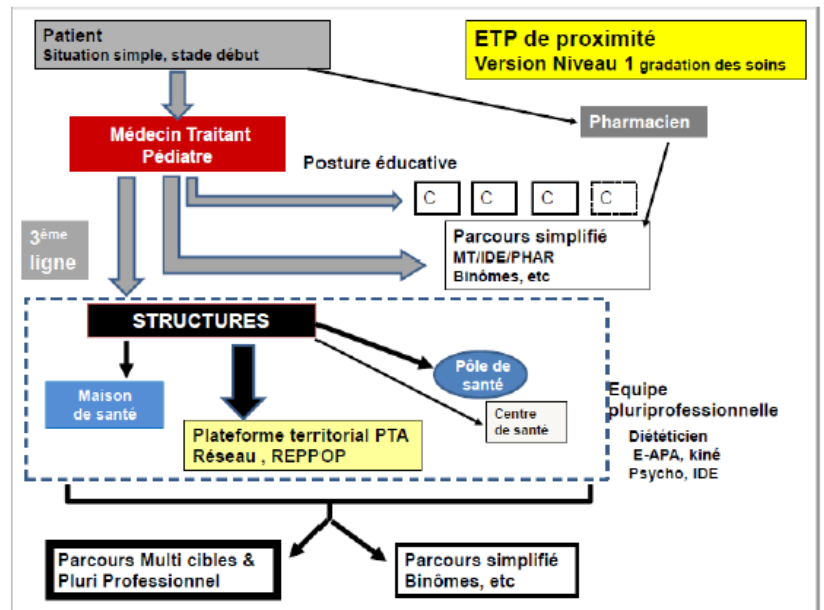 Patient
Situation simple, stade début
ETP de proximité
Version Niveau 1 gradation des soins
Pharmacien
Médecin Traitant
Pédiatre
Posture éducative
C
C
C
C
3ème
ligne
Parcours simplifié
MT/IDE/PHAR
Binômes, etc
STRUCTURES
Pôle de
santé
Maison
de santé
Centre
de santé
Plateforme territorial PTA
Réseau , REPPOP
Equipe
pluriprofessionnelle
Diététicien
E-APA, kiné
Psycho, IDE
Parcours Multi cibles &
Pluri Professionnel
Parcours simplifié
Binômes, etc